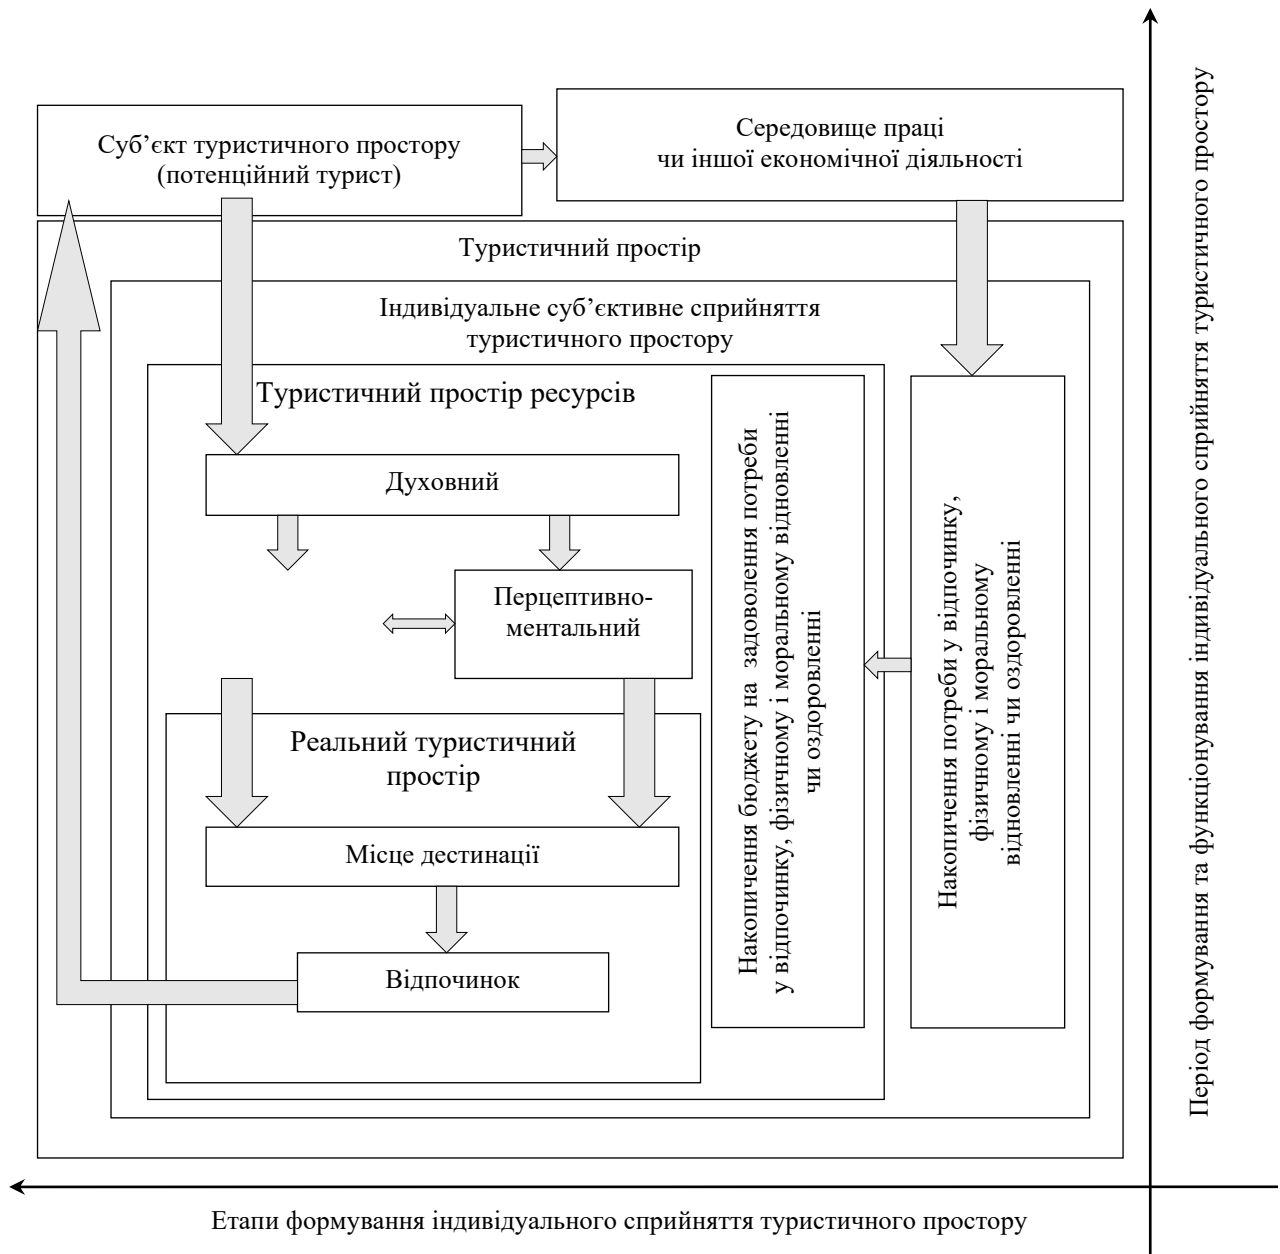 Суб’єкт туристичного простору
(потенційний турист)
Середовище праці
чи іншої економічної діяльності
Туристичний простір
Індивідуальне суб’єктивне сприйняття
туристичного простору
Туристичний простір ресурсів
Духовний
Перцептивно-
ментальний
Реальний туристичний
простір
Місце дестинації
Відпочинок
Накопичення бюджету на задоволення потреби
у відпочинку, фізичному і моральному відновленні
чи оздоровленні
Накопичення потреби у відпочинку,
фізичному і моральному
відновленні чи оздоровленні
Період формування та функціонування індивідуального сприйняття туристичного простору
Етапи формування індивідуального сприйняття туристичного простору